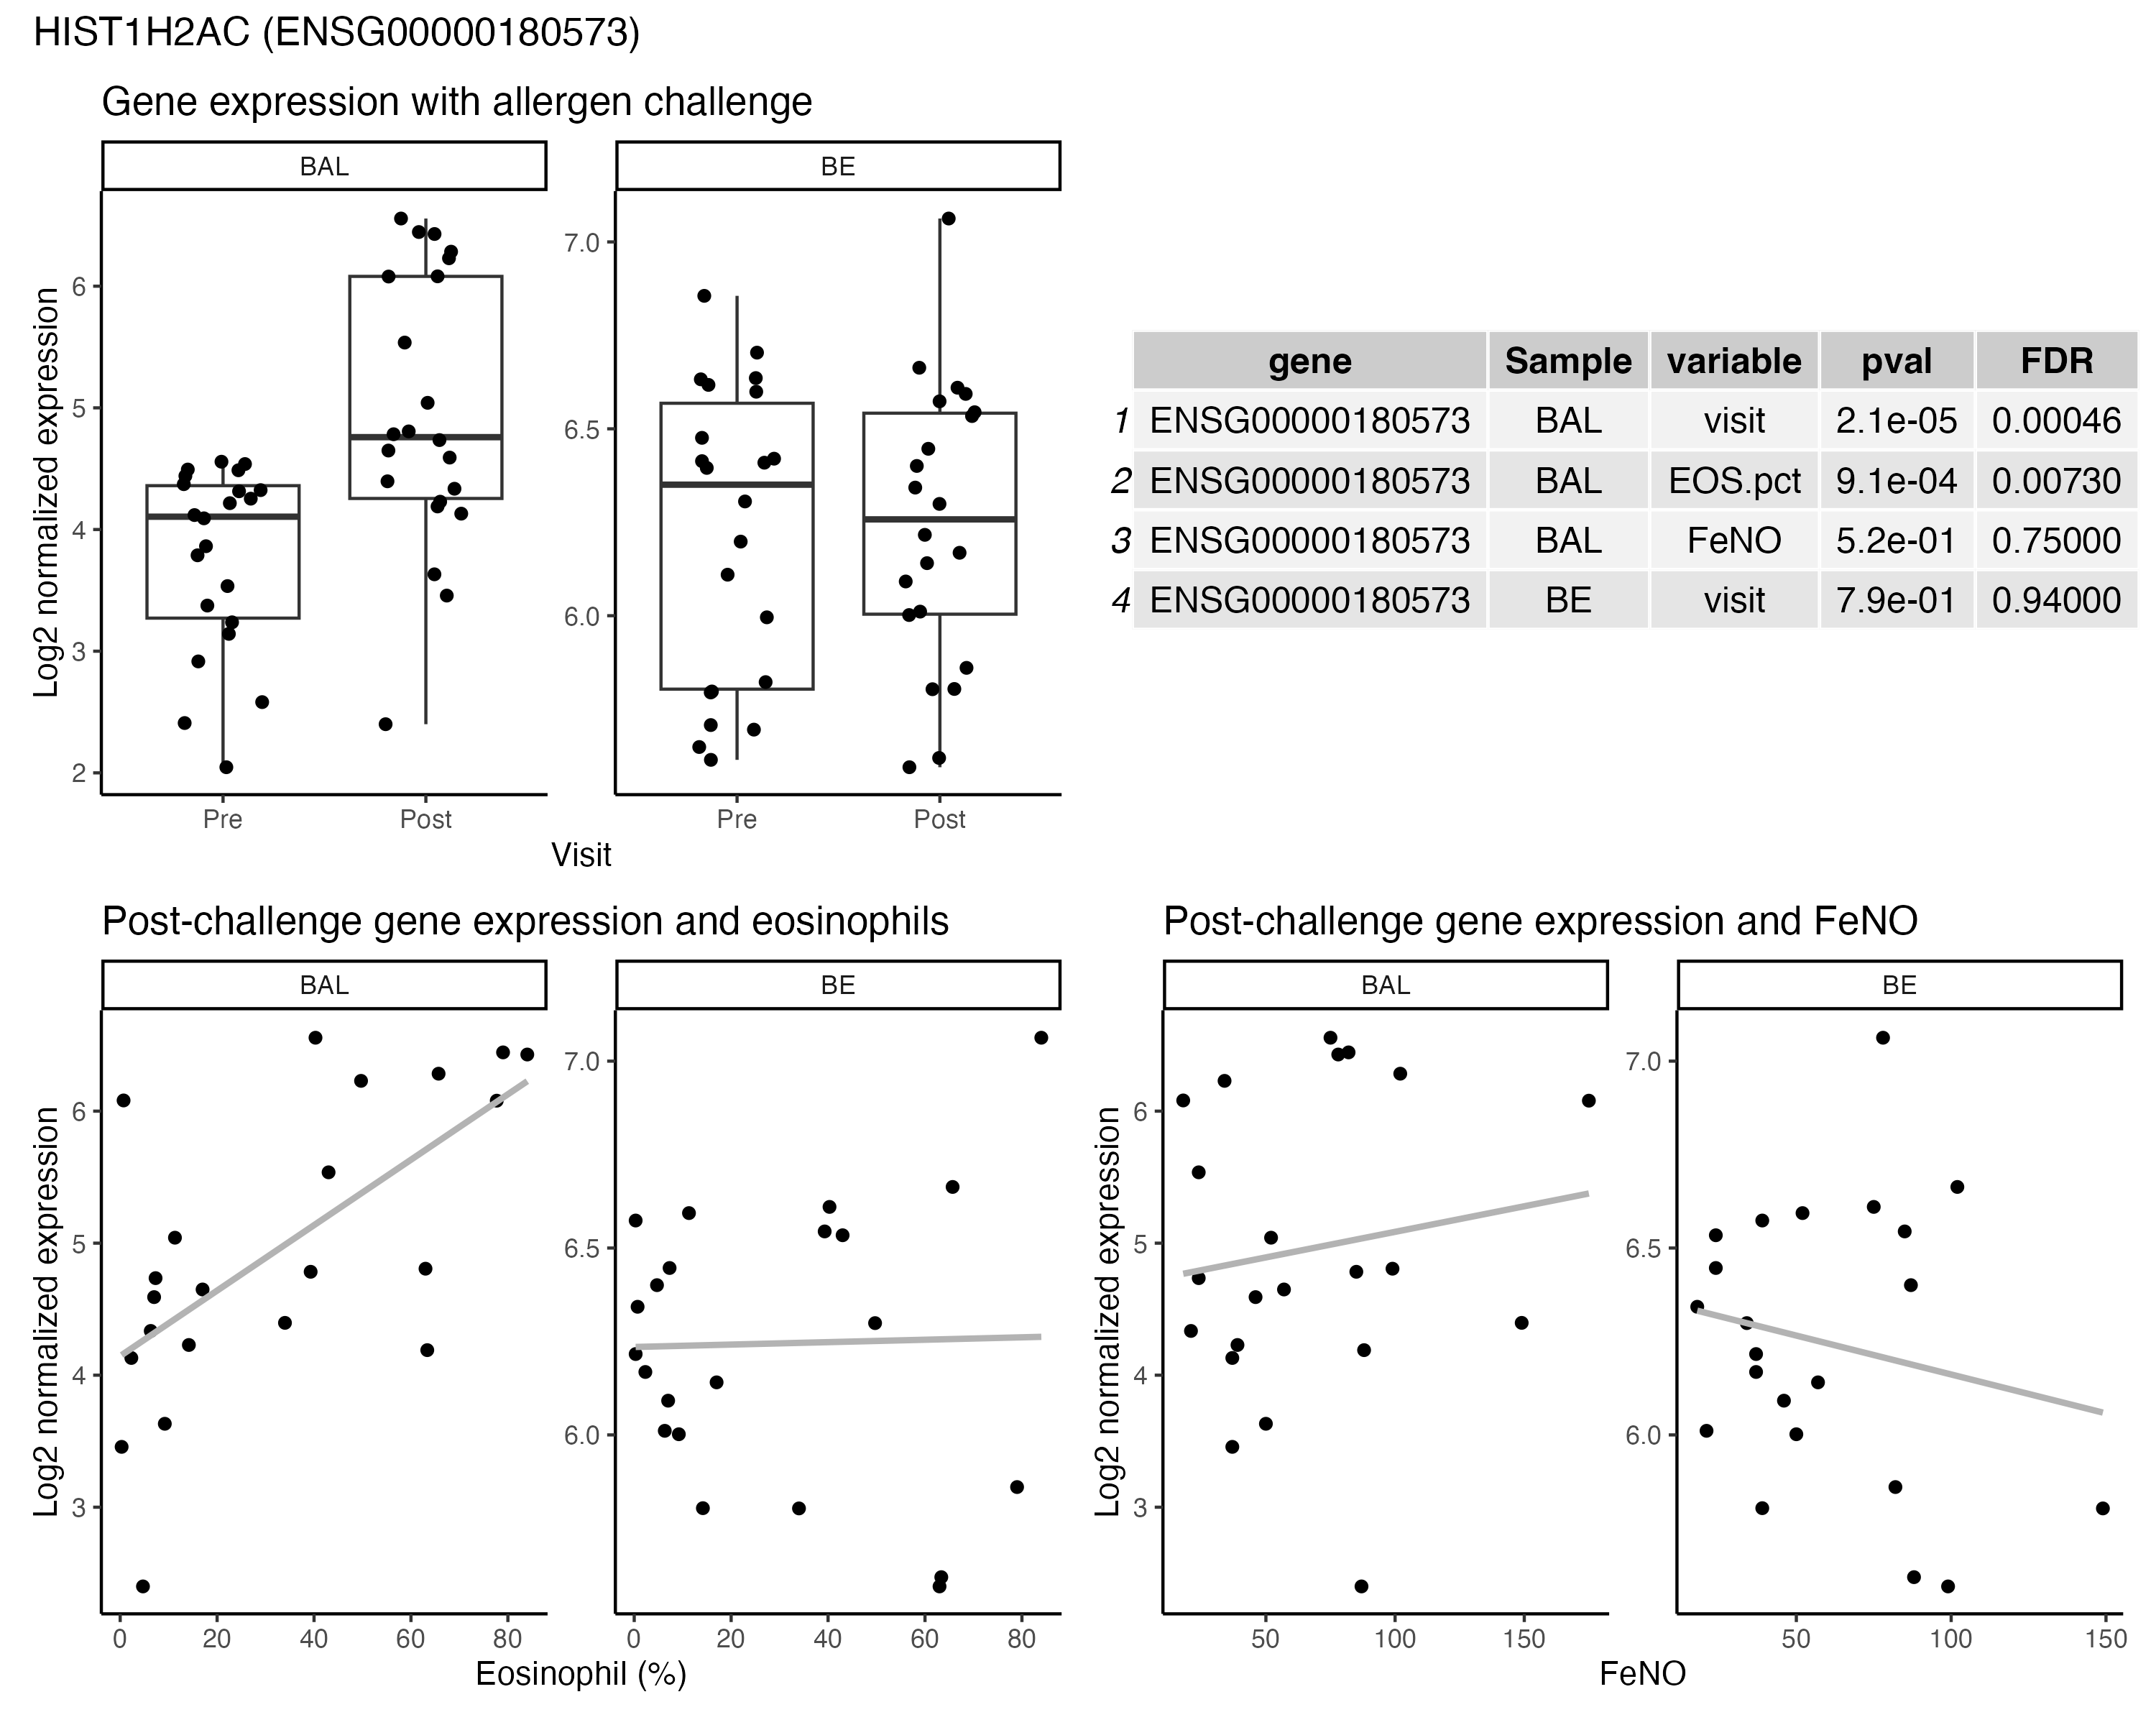 HIST1H2AC (ENSG00000180573)
Gene expression with allergen challenge
BAL BE
Log2 normalized expression
6
5
4
3
2
7.0
6.5
6.0
Pre Post Pre Post
Visit
gene Sample variable pval FDR
1 ENSG00000180573 BAL visit 2.1e-05 0.00046
2 ENSG00000180573 BAL EOS.pct 9.1e-04 0.00730
3 ENSG00000180573 BAL FeNO 5.2e-01 0.75000
4 ENSG00000180573 BE visit 7.9e-01 0.94000
Post-challenge gene expression and eosinophils
BAL BE
Log2 normalized expression
6
5
4
3
7.0
6.5
6.0
0 20 40 60 80 0 20 40 60 80
Eosinophil (%)
Post-challenge gene expression and FeNO
BAL BE
Log2 normalized expression
6
5
4
3
7.0
6.5
6.0
50 100 150 50 100 150
FeNO